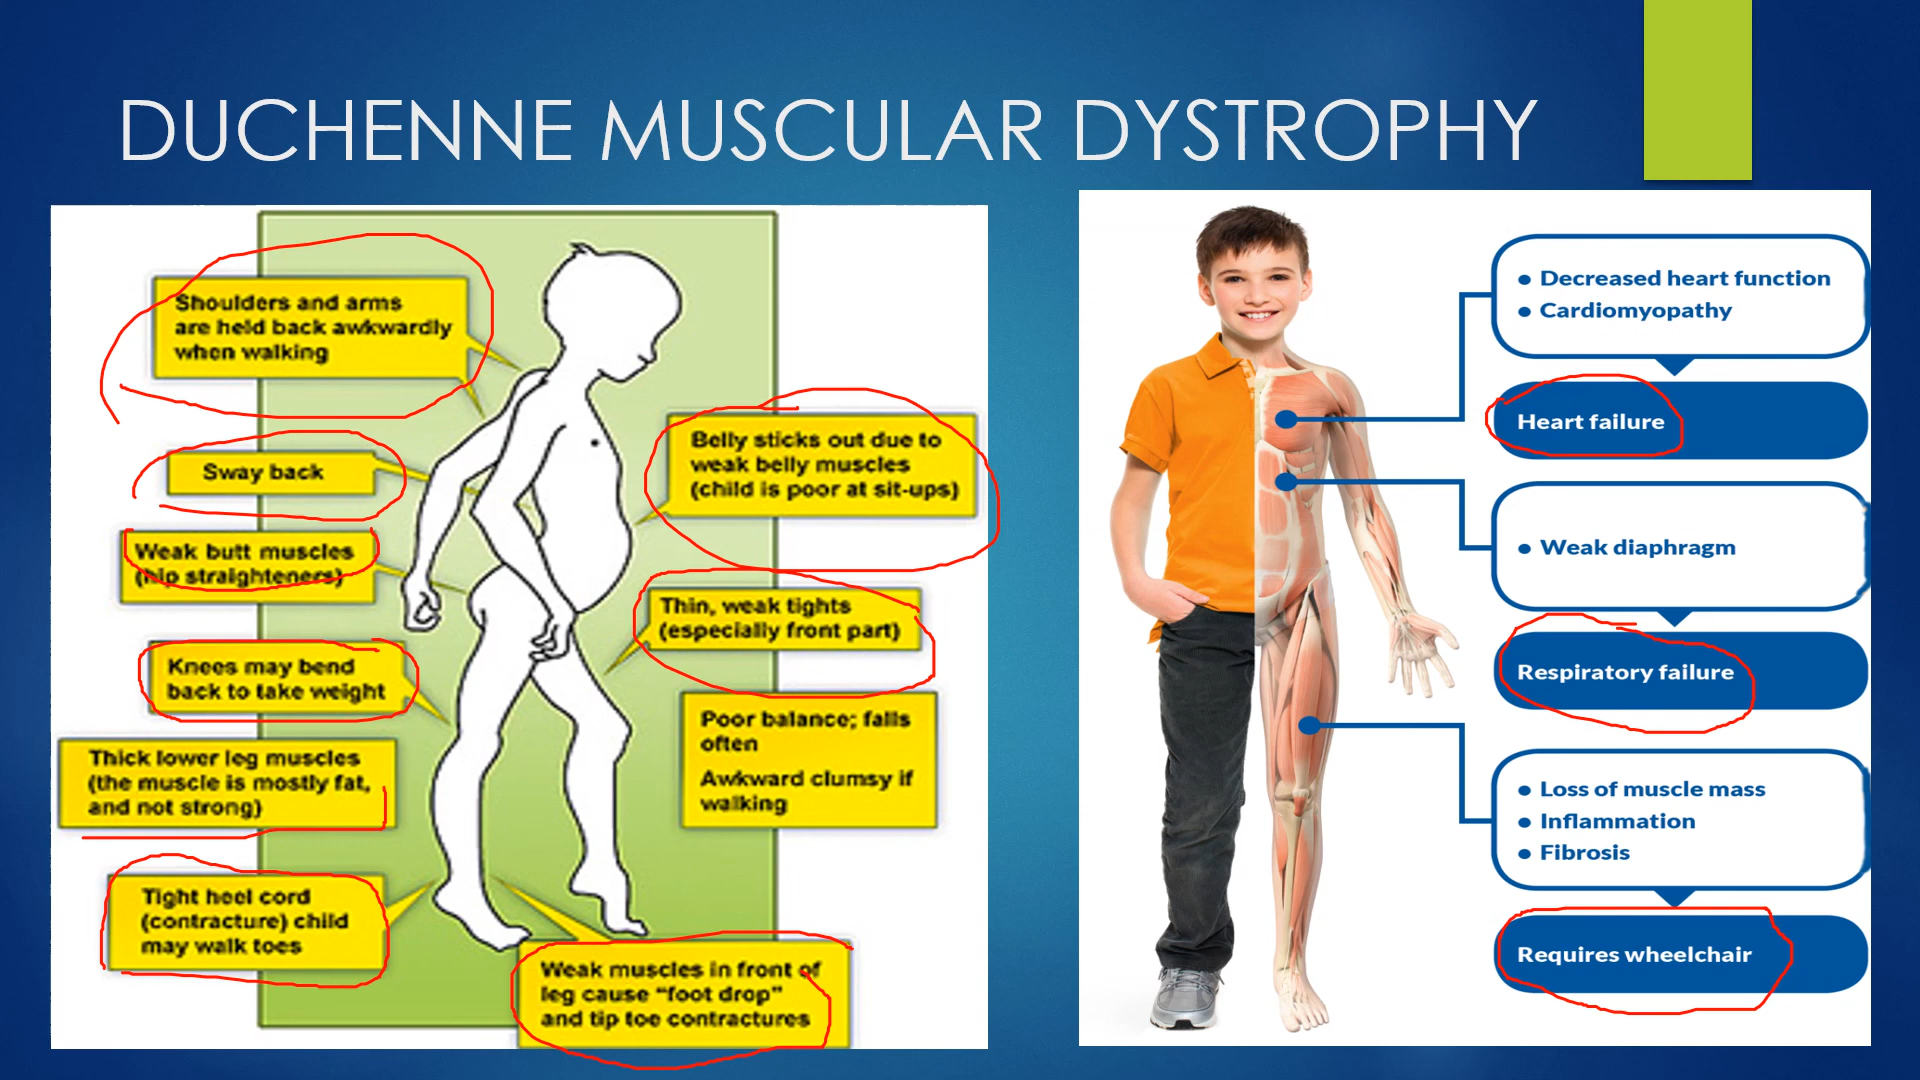 DUCHENNE MUSCULAR DYSTROPHY
Shoulders and arms
are held back awkwardly
when walking
Sway back
Weak butt muscles
(hip straighteners)
Knees may bend
back to take weight
Thick lower leg muscles
(the muscle is mostly fat,
and not strong)
Tight heel cord
(contracture) child
may walk toes
Belly sticks out due to
weak belly muscles
(child is poor at sit-ups)
Thin, weak tights
(especially front part)
Poor balance; falls
often
Awkward clumsy if
walking
Weak muscles in front of
leg cause "foot drop"
and tip toe contractures
• Decreased heart function
• Cardiomyopathy
Heart failure
• Weak diaphragm
Respiratory failure
• Loss of muscle mass
• Inflammation
• Fibrosis
Requires wheelchair